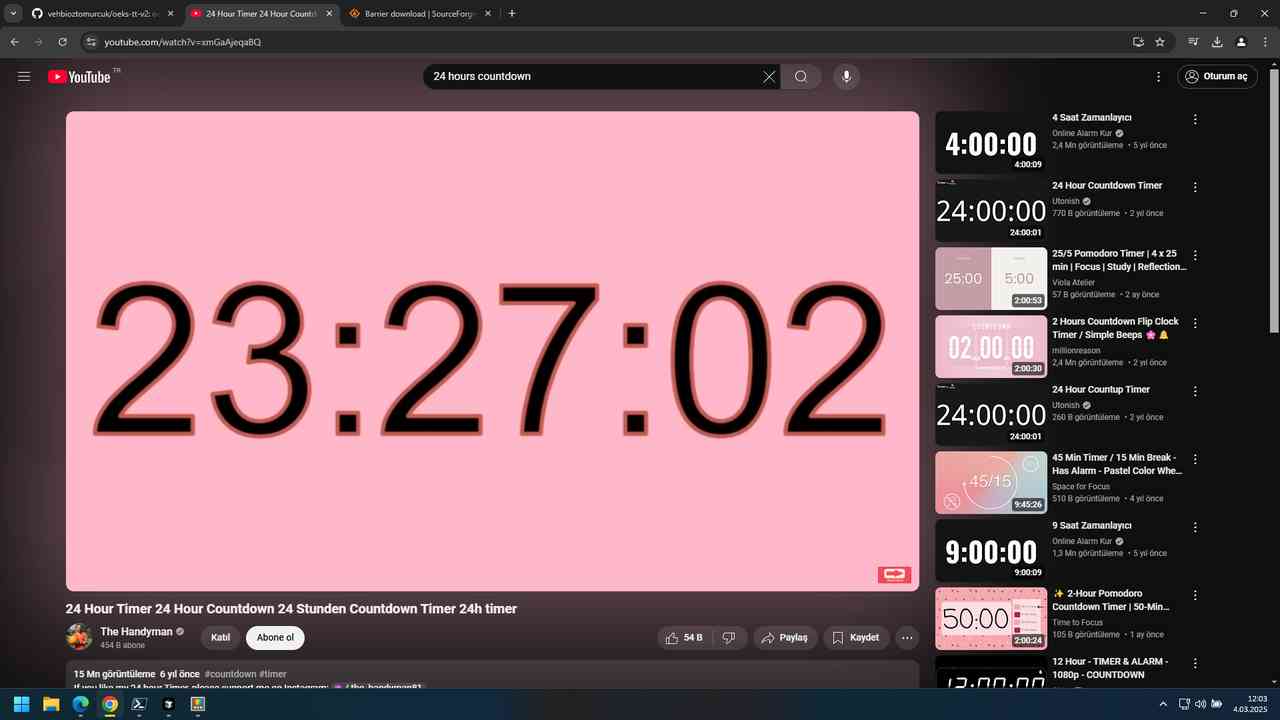 vehbioztomurcuk/oeks-tt-v2: o
24 Hour Timer 24 Hour Countd
Barrier download | SourceForg
youtube.com/watch?v=xmGaAjeqaBQ
YouTube TR
24 hours countdown
Oturum aç
23:27:02
24 Hour Timer 24 Hour Countdown 24 Stunden Countdown Timer 24h timer
The Handyman
454 B abone
Katıl
Abone ol
54 B
Paylaş
Kaydet
15 Mn görüntüleme 6 yıl önce #countdown #timer
If you like my 24 hour Timer, please support me on Instagram: / the_handyman81
4:00:00
4:00:09
4 Saat Zamanlayıcı
Online Alarm Kur
2,4 Mn görüntüleme • 5 yıl önce
24:00:00
24:00:01
24 Hour Countdown Timer
Utonish
770 B görüntüleme • 2 yıl önce
25:00
5:00
2:00:53
25/5 Pomodoro Timer | 4 x 25
min | Focus | Study | Reflection...
Viola Atelier
57 B görüntüleme • 2 ay önce
COUNTDOWN
02 00 00
2:00:30
2 Hours Countdown Flip Clock
Timer / Simple Beeps 🌸 🔔
millionreason
2,4 Mn görüntüleme • 2 yıl önce
24:00:00
24:00:01
24 Hour Countup Timer
Utonish
260 B görüntüleme • 2 yıl önce
45/15
9:45:26
45 Min Timer / 15 Min Break -
Has Alarm - Pastel Color Whe...
Space for Focus
510 B görüntüleme • 4 yıl önce
9:00:00
9:00:09
9 Saat Zamanlayıcı
Online Alarm Kur
1,3 Mn görüntüleme • 5 yıl önce
50:00
2:00:24
✨ 2-Hour Pomodoro
Countdown Timer | 50-Min...
Time to Focus
105 B görüntüleme • 1 ay önce
12:00:00
12 Hour - TIMER & ALARM -
1080p - COUNTDOWN
12:03
4.03.2025